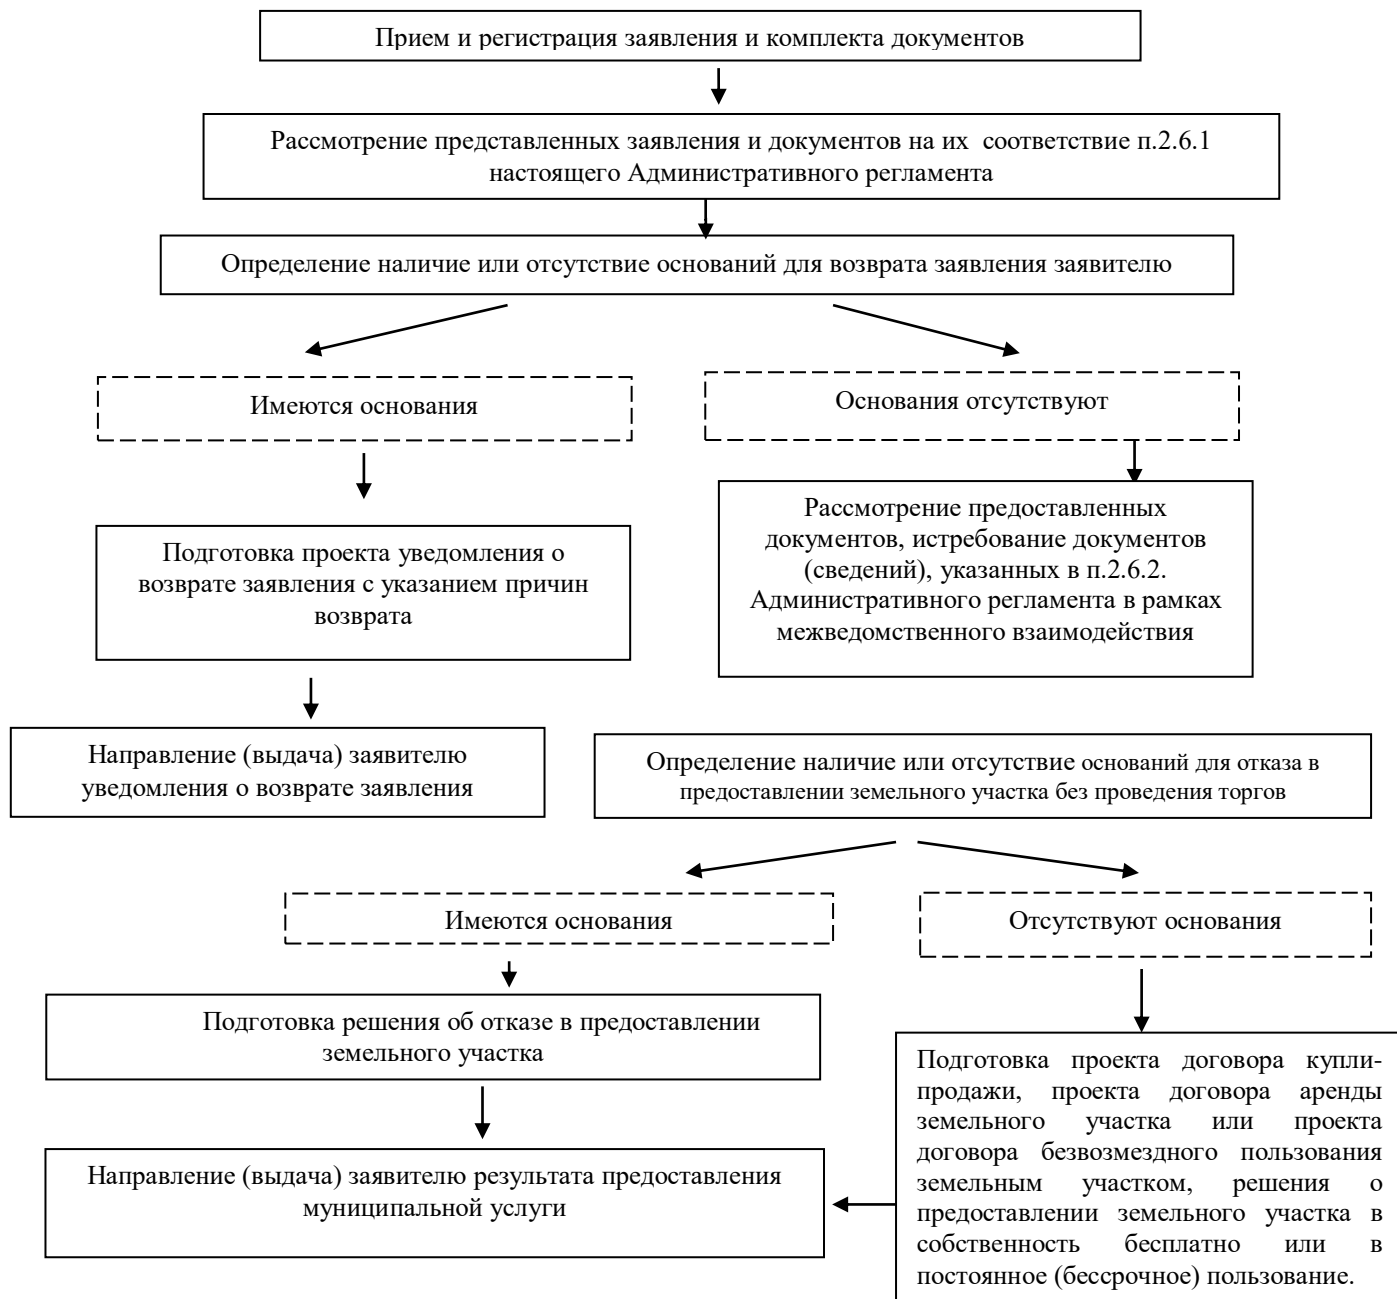 Прием и регистрация заявления и комплекта документов
Рассмотрение представленных заявления и документов на их соответствие п.2.6.1
настоящего Административного регламента
Определение наличие или отсутствие оснований для возврата заявления заявителю
Имеются основания
Основания отсутствуют
Подготовка проекта уведомления о
возврате заявления с указанием причин
возврата
Рассмотрение предоставленных
документов, истребование документов
(сведений), указанных в п.2.6.2.
Административного регламента в рамках
межведомственного взаимодействия
Направление (выдача) заявителю
уведомления о возврате заявления
Определение наличие или отсутствие оснований для отказа в
предоставлении земельного участка без проведения торгов
Имеются основания
Отсутствуют основания
Подготовка решения об отказе в предоставлении
земельного участка
Направление (выдача) заявителю результата предоставления
муниципальной услуги
Подготовка проекта договора купли-
продажи, проекта договора аренды
земельного участка или проекта
договора безвозмездного пользования
земельным участком, решения о
предоставлении земельного участка в
собственность бесплатно или в
постоянное (бессрочное) пользование.